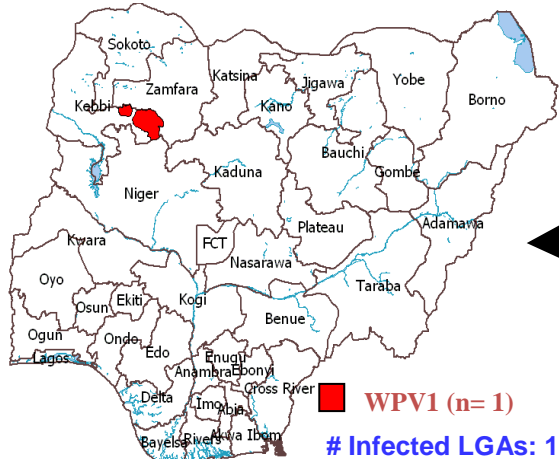 Sokoto
Zamfara
Katsina
Jigawa
Yobe
Borno
Kebbi
Kano
Bauchi
Gombe
Niger
Kaduna
Adamawa
Plateau
FCT
Kwara
Nasarawa
Taraba
Oyo
Kogi
Osun
Ekiti
Benue
Ogun
Ondo
Edo
Enugu
Lagos
Anambra
Ebonyi
Cross River
Delta
Imo
Abia
Bayelsa
Rivers
Akwa Ibom
WPV1 (n= 1)
# Infected LGAs: 1